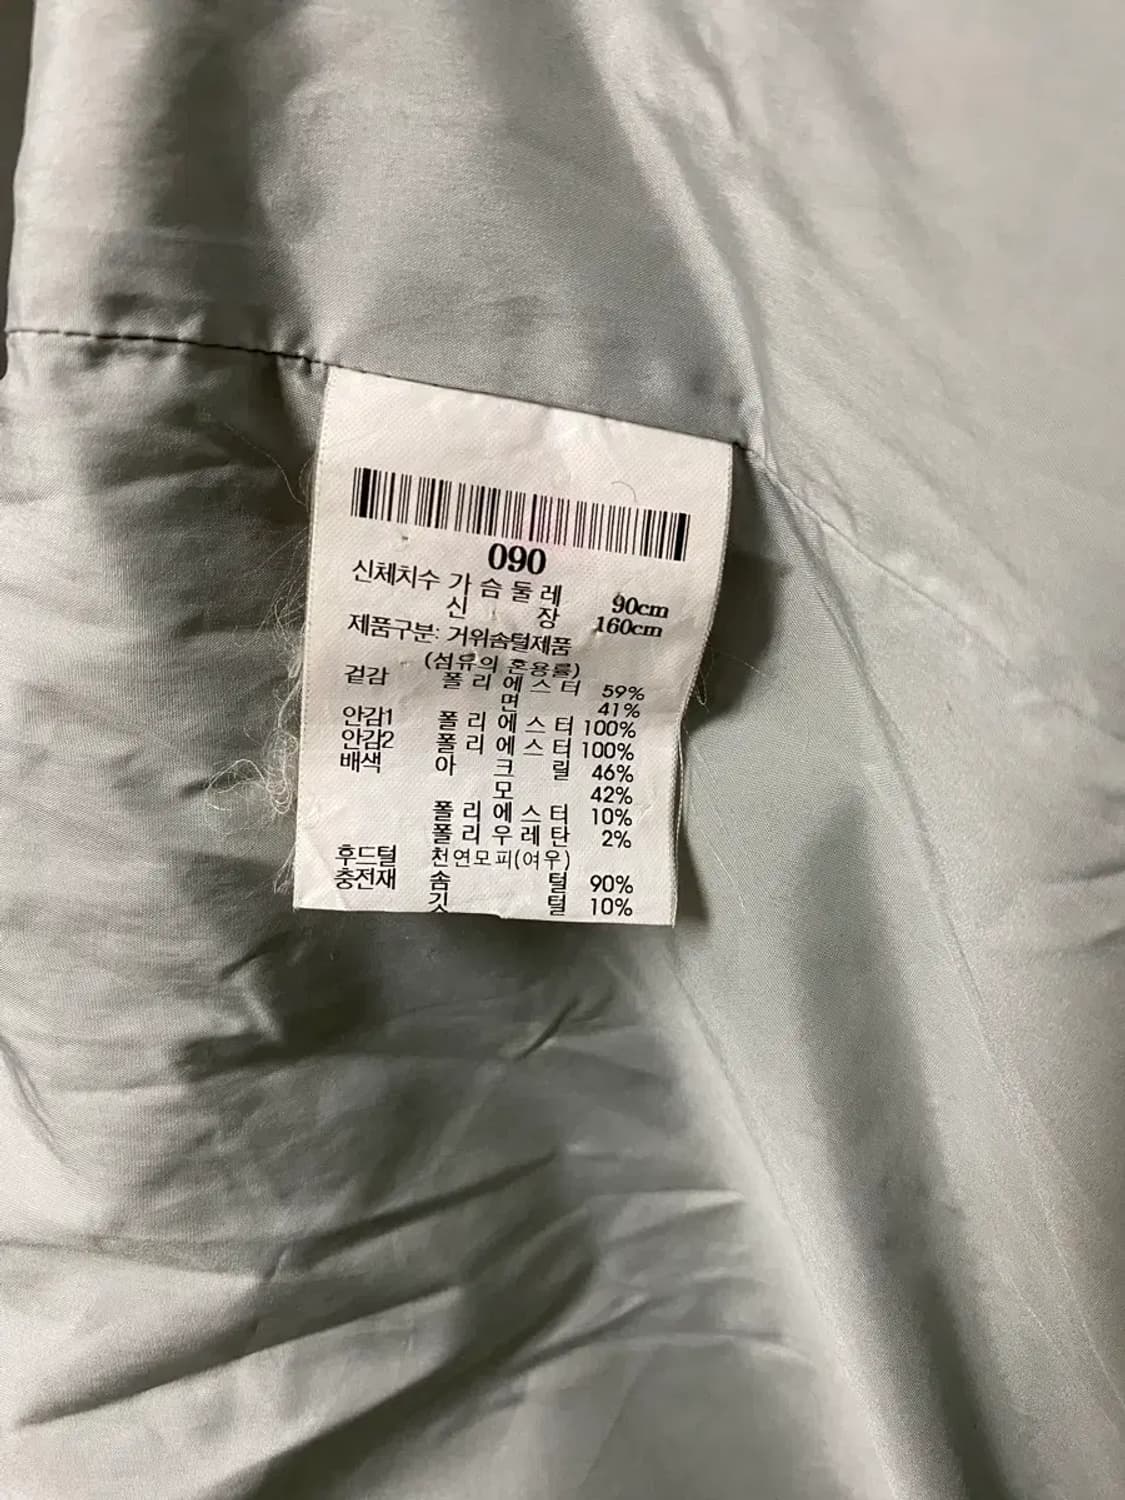 090
신체치수 가슴둘레 90cm
신 장 160cm
제품구분: 거위솜털제품
(섬유의 혼용률)
겉감 폴리에스터 59%
면 41%
안감1 폴리에스터 100%
안감2 폴리에스터 100%
배색 아크릴 46%
모 42%
폴리에스터 10%
폴리우레탄 2%
후드털 천연모피(여우)
충전재 솜 털 90%
깃 털 10%